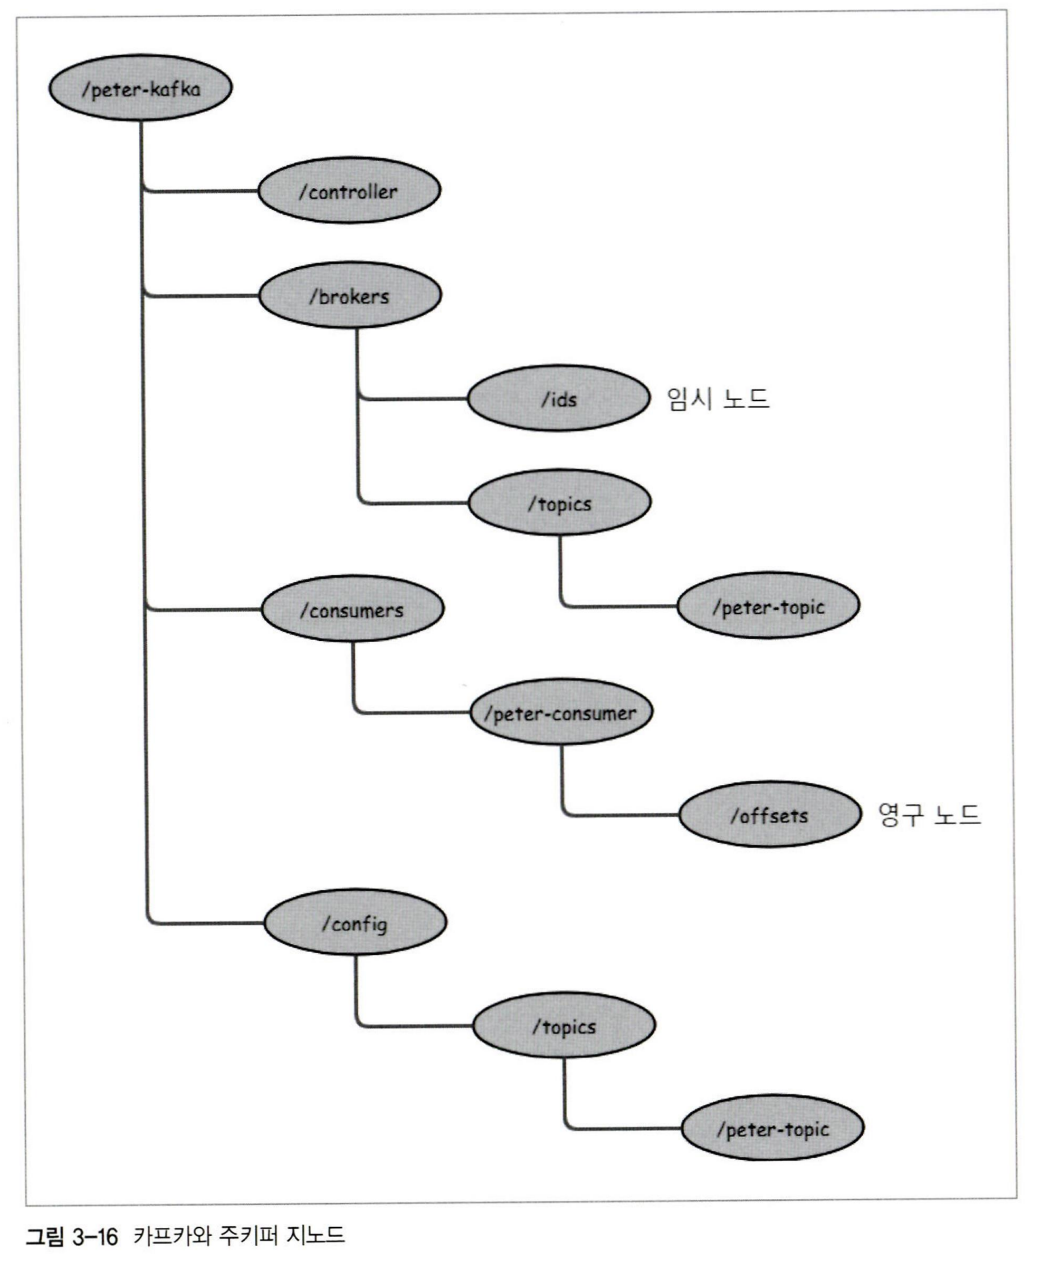 /peter-kafka
/controller
/brokers
/ids 임시 노드
/topics
/peter-topic
/consumers
/peter-consumer
/offsets 영구 노드
/config
/topics
/peter-topic
그림 3-16 카프카와 주키퍼 지노드